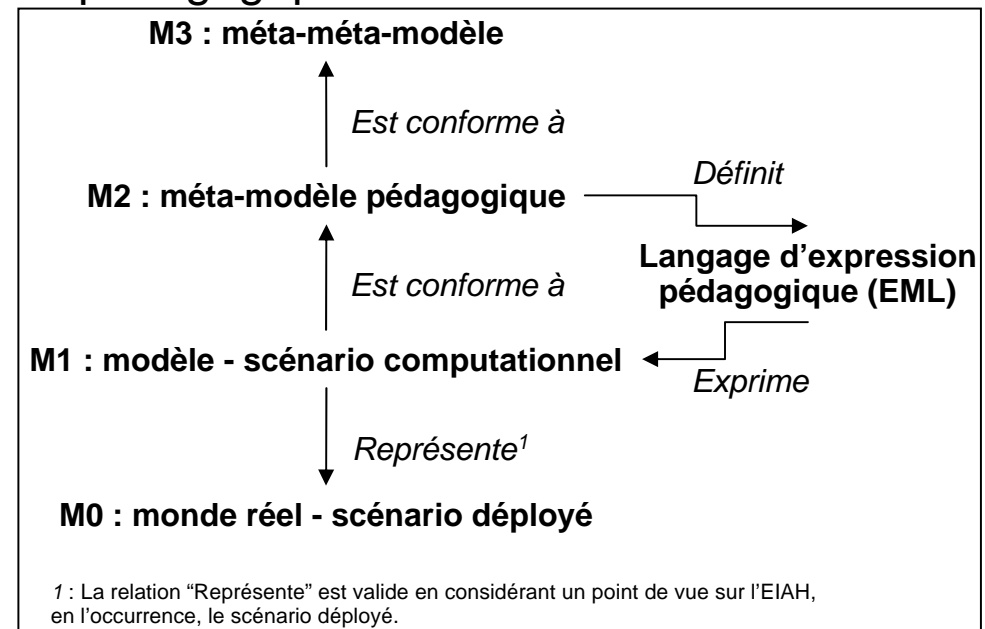 M3 : méta-méta-modèle
Est conforme à
M2 : méta-modèle pédagogique
Définit
Langage d'expression
pédagogique (EML)
Est conforme à
M1 : modèle - scénario computationnel
Exprime
Représente1
M0 : monde réel - scénario déployé
1 : La relation “Représente” est valide en considérant un point de vue sur l'EIAH,
en l'occurrence, le scénario déployé.